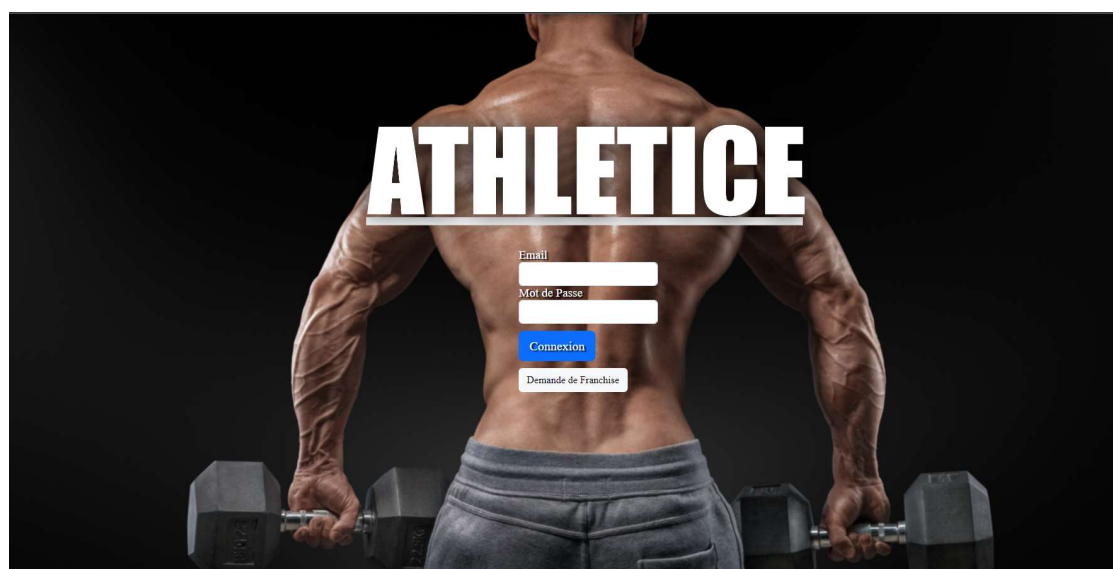 ATHLETICE
Email
Mot de Passe
Connexion
Demande de Franchise